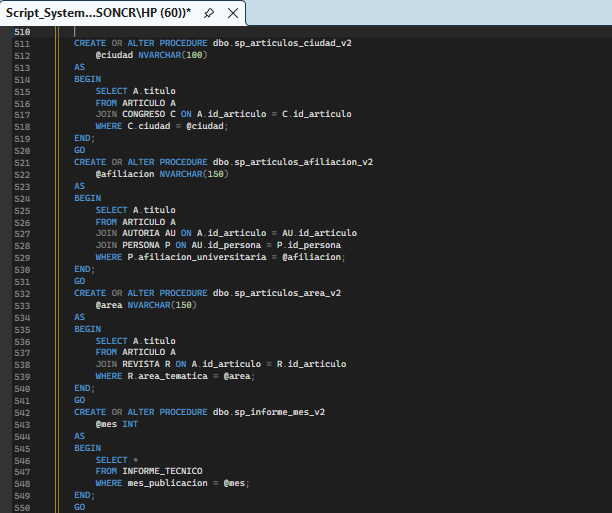 Script_System...SONCR\HP (60))*
510
511 CREATE OR ALTER PROCEDURE dbo.sp_articulos_ciudad_v2
512 @ciudad NVARCHAR(100)
513 AS
514 BEGIN
515 SELECT A.titulo
516 FROM ARTICULO A
517 JOIN CONGRESO C ON A.id_articulo = C.id_articulo
518 WHERE C.ciudad = @ciudad;
519 END;
520 GO
521 CREATE OR ALTER PROCEDURE dbo.sp_articulos_afiliacion_v2
522 @afiliacion NVARCHAR(150)
523 AS
524 BEGIN
525 SELECT A.titulo
526 FROM ARTICULO A
527 JOIN AUTORIA AU ON A.id_articulo = AU.id_articulo
528 JOIN PERSONA P ON AU.id_persona = P.id_persona
529 WHERE P.afiliacion_universitaria = @afiliacion;
530 END;
531 GO
532 CREATE OR ALTER PROCEDURE dbo.sp_articulos_area_v2
533 @area NVARCHAR(150)
534 AS
535 BEGIN
536 SELECT A.titulo
537 FROM ARTICULO A
538 JOIN REVISTA R ON A.id_articulo = R.id_articulo
539 WHERE R.area_tematica = @area;
540 END;
541 GO
542 CREATE OR ALTER PROCEDURE dbo.sp_informe_mes_v2
543 @mes INT
544 AS
545 BEGIN
546 SELECT *
547 FROM INFORME_TECNICO
548 WHERE mes_publicacion = @mes;
549 END;
550 GO